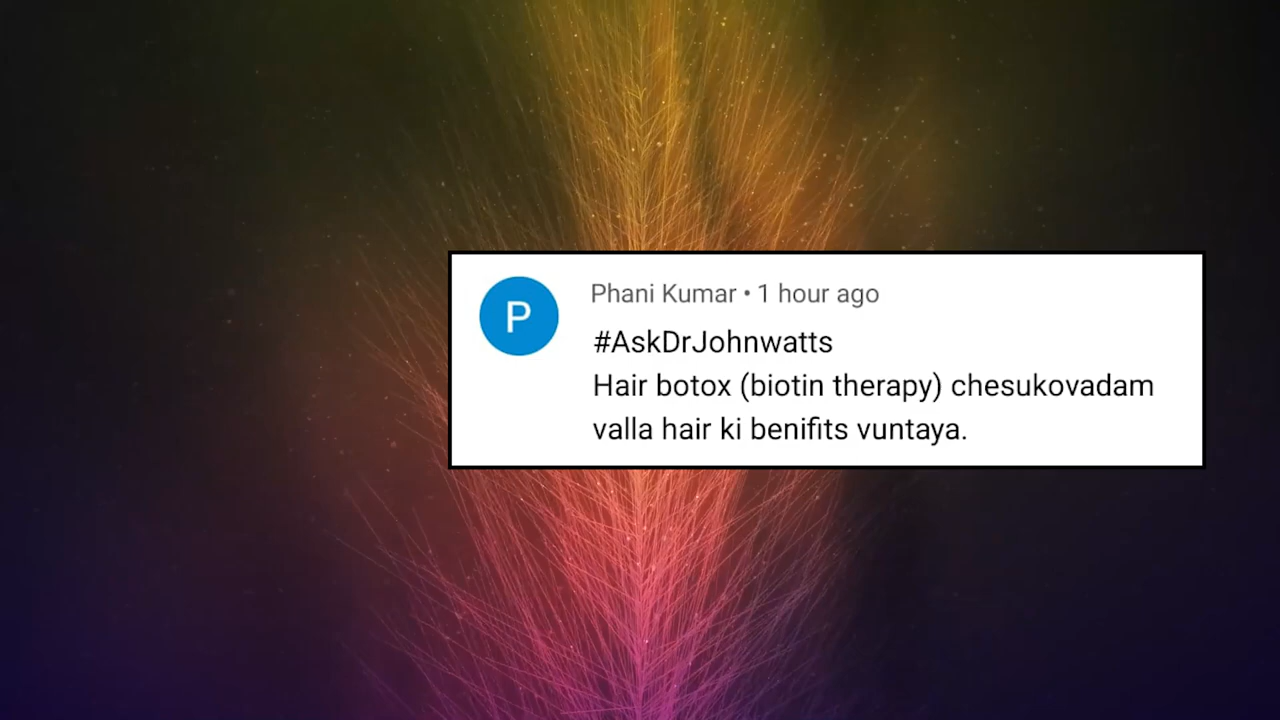 P
Phani Kumar • 1 hour ago
#AskDrJohnwatts
Hair botox (biotin therapy) chesukovadam
valla hair ki benifits vuntaya.